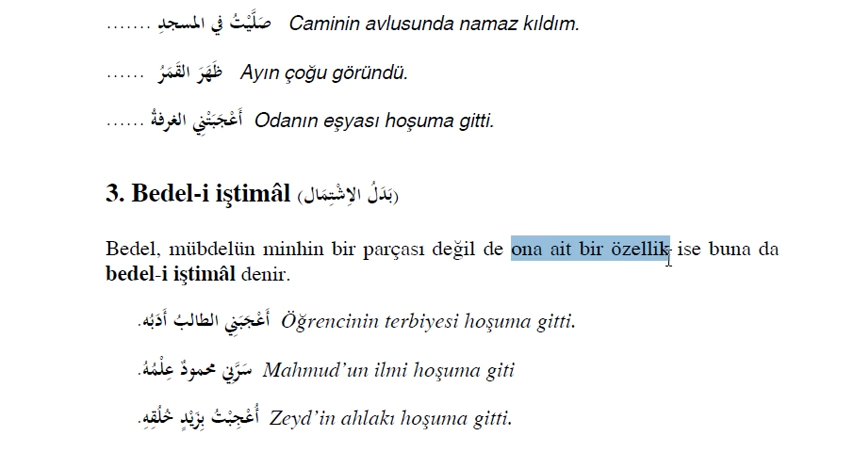 صَلَّيْتُ في المسجدِ ....... Caminin avlusunda namaz kıldım.
ظَهَرَ القَمَرُ ...... Ayın çoğu göründü.
أَعْجَبَتْنِي الغرفةُ ...... Odanın eşyası hoşuma gitti.
3. Bedel-i iştimâl (بَدَلُ الاِشْتِمَال)
Bedel, mübdelün minhin bir parçası değil de ona ait bir özellik ise buna da
bedel-i iştimâl denir.
أَعْجَبَنِي الطالبُ أَدَبُه. Öğrencinin terbiyesi hoşuma gitti.
سَرَّنِي محمودٌ عِلْمُهُ. Mahmud’un ilmi hoşuma giti
أُعْجِبْتُ بِزَيْدٍ خُلُقِهِ. Zeyd’in ahlakı hoşuma gitti.